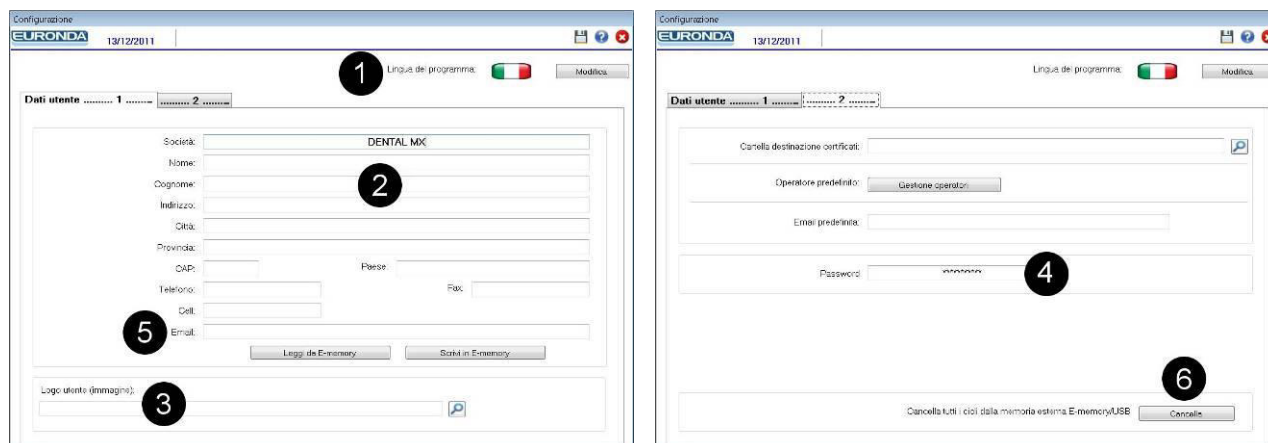 Configurazione
EURONDA 13/12/2011
1 Lingua del programma: Modifica
Dati utente .......... 1 ......... .......... 2 .........
Società: DENTAL MX
Nome:
Cognome: 2
Indirizzo:
Città:
Provincia:
CAP: Paese:
Telefono: Fax:
Cell.:
5 Email:
Leggi da E-memory Scrivi in E-memory
Logo utente (immagine):
3
Configurazione
EURONDA 13/12/2011
Lingua del programma: Modifica
Dati utente .......... 1 ......... .......... 2 .........
Cartella destinazione certificati:
Operatore predefinito: Gestione operatori
Email predefinita:
Password 4
6
Cancella tutti i cicli dalla memoria esterna E-memory/USB Cancella